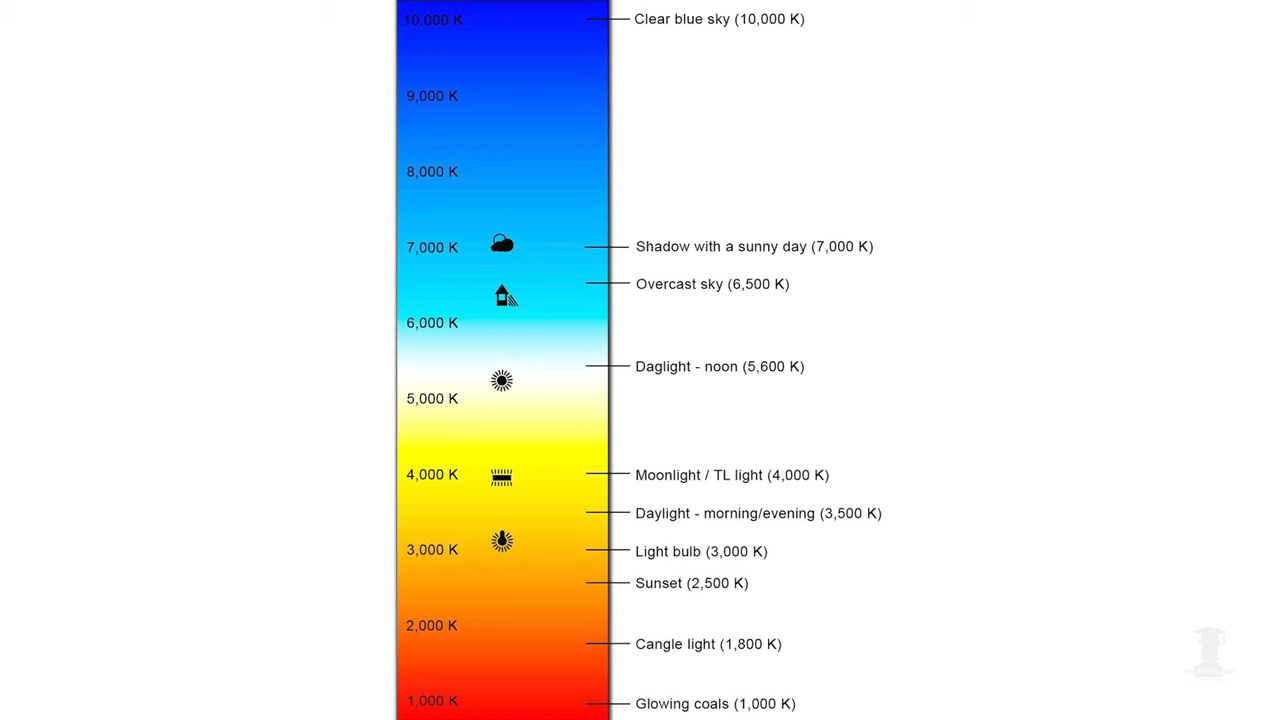 10,000 K Clear blue sky (10,000 K)
9,000 K
8,000 K
7,000 K Shadow with a sunny day (7,000 K)
Overcast sky (6,500 K)
6,000 K
Daglight - noon (5,600 K)
5,000 K
4,000 K Moonlight / TL light (4,000 K)
Daylight - morning/evening (3,500 K)
3,000 K Light bulb (3,000 K)
Sunset (2,500 K)
2,000 K
Cangle light (1,800 K)
1,000 K Glowing coals (1,000 K)